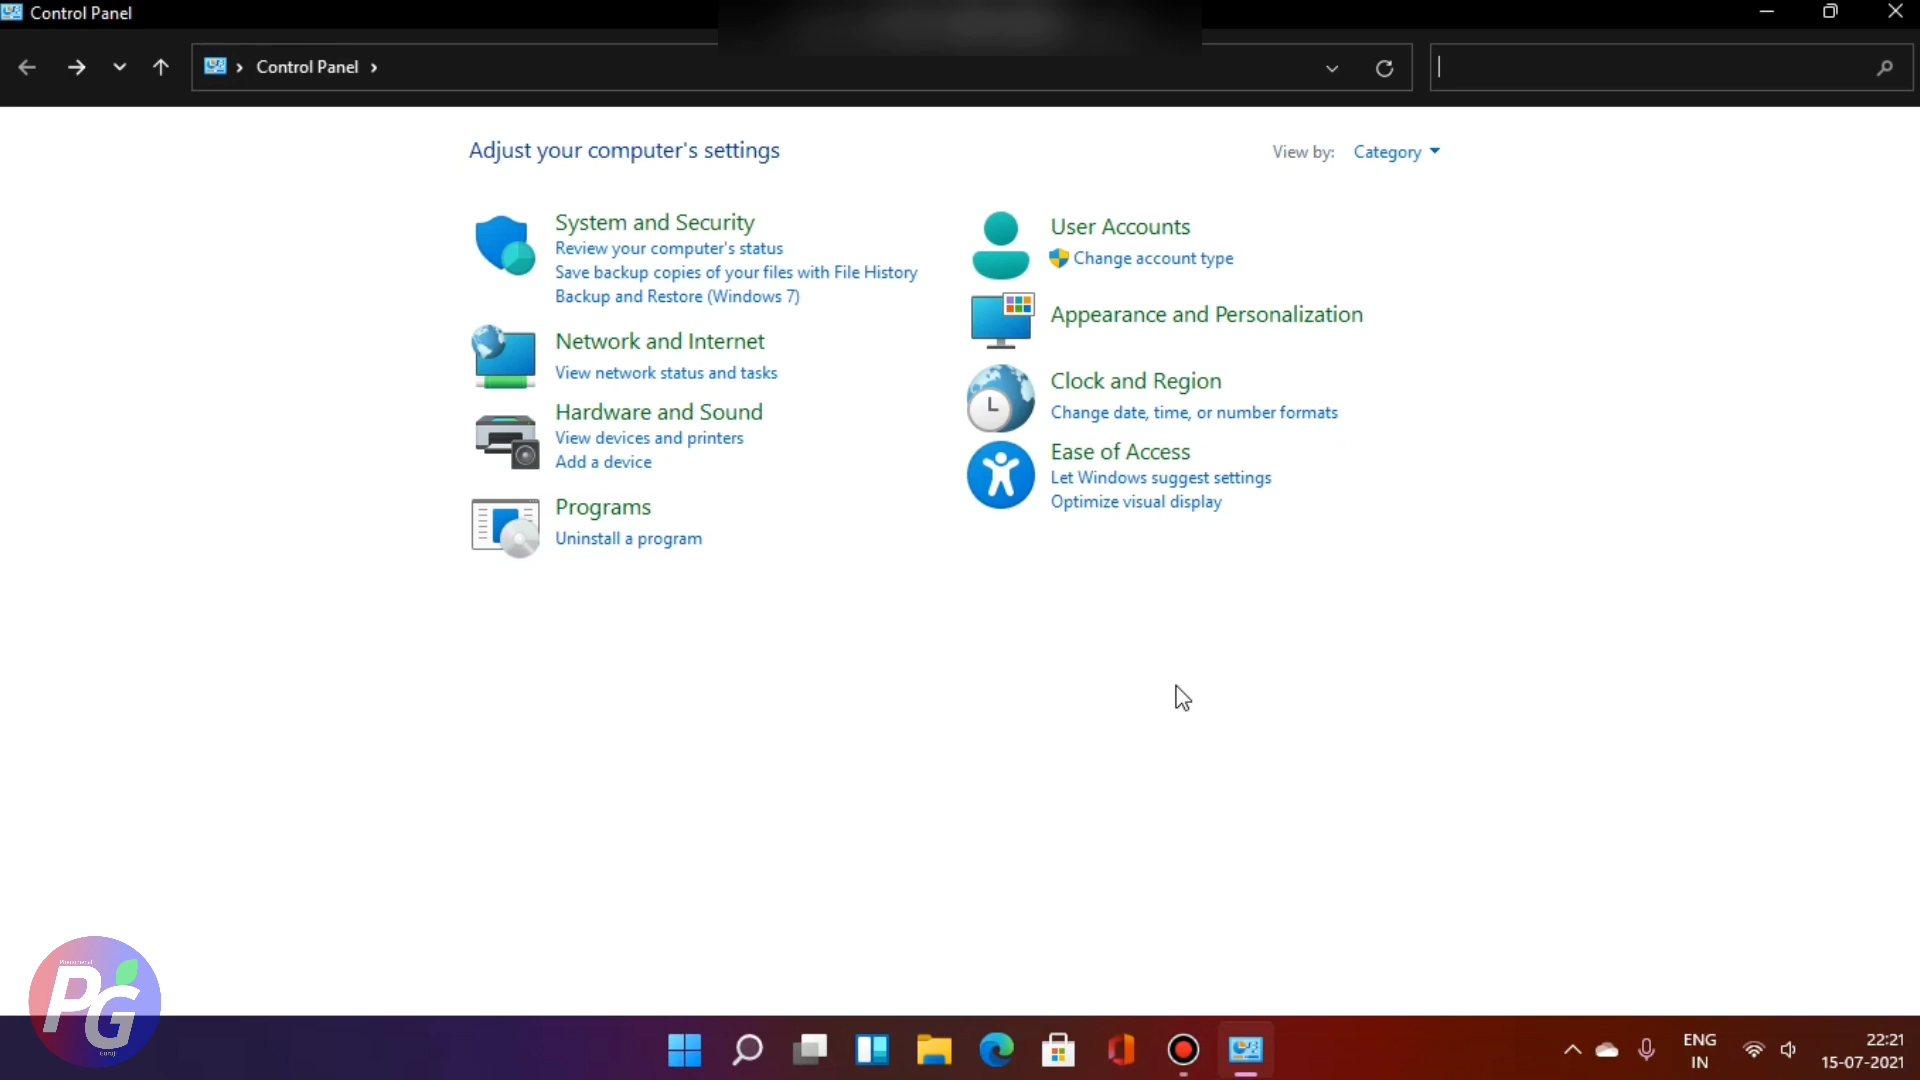 Control Panel
Control Panel
Adjust your computer's settings
View by: Category
System and Security
Review your computer's status
Save backup copies of your files with File History
Backup and Restore (Windows 7)
Network and Internet
View network status and tasks
Hardware and Sound
View devices and printers
Add a device
Programs
Uninstall a program
User Accounts
Change account type
Appearance and Personalization
Clock and Region
Change date, time, or number formats
Ease of Access
Let Windows suggest settings
Optimize visual display
PG
Guruji
ENG
IN
22:21
15-07-2021